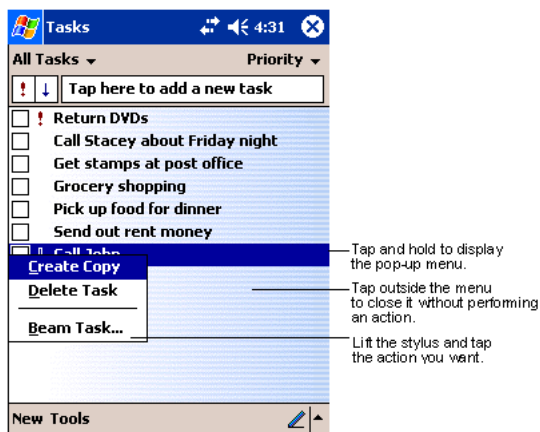 Tasks 4:31
All Tasks Priority
! ↓ Tap here to add a new task
! Return DVDs
Call Stacey about Friday night
Get stamps at post office
Grocery shopping
Pick up food for dinner
Send out rent money
Call John
Create Copy
Delete Task
Beam Task...
Tap and hold to display
the pop-up menu.
Tap outside the menu
to close it without performing
an action.
Lift the stylus and tap
the action you want.
New Tools